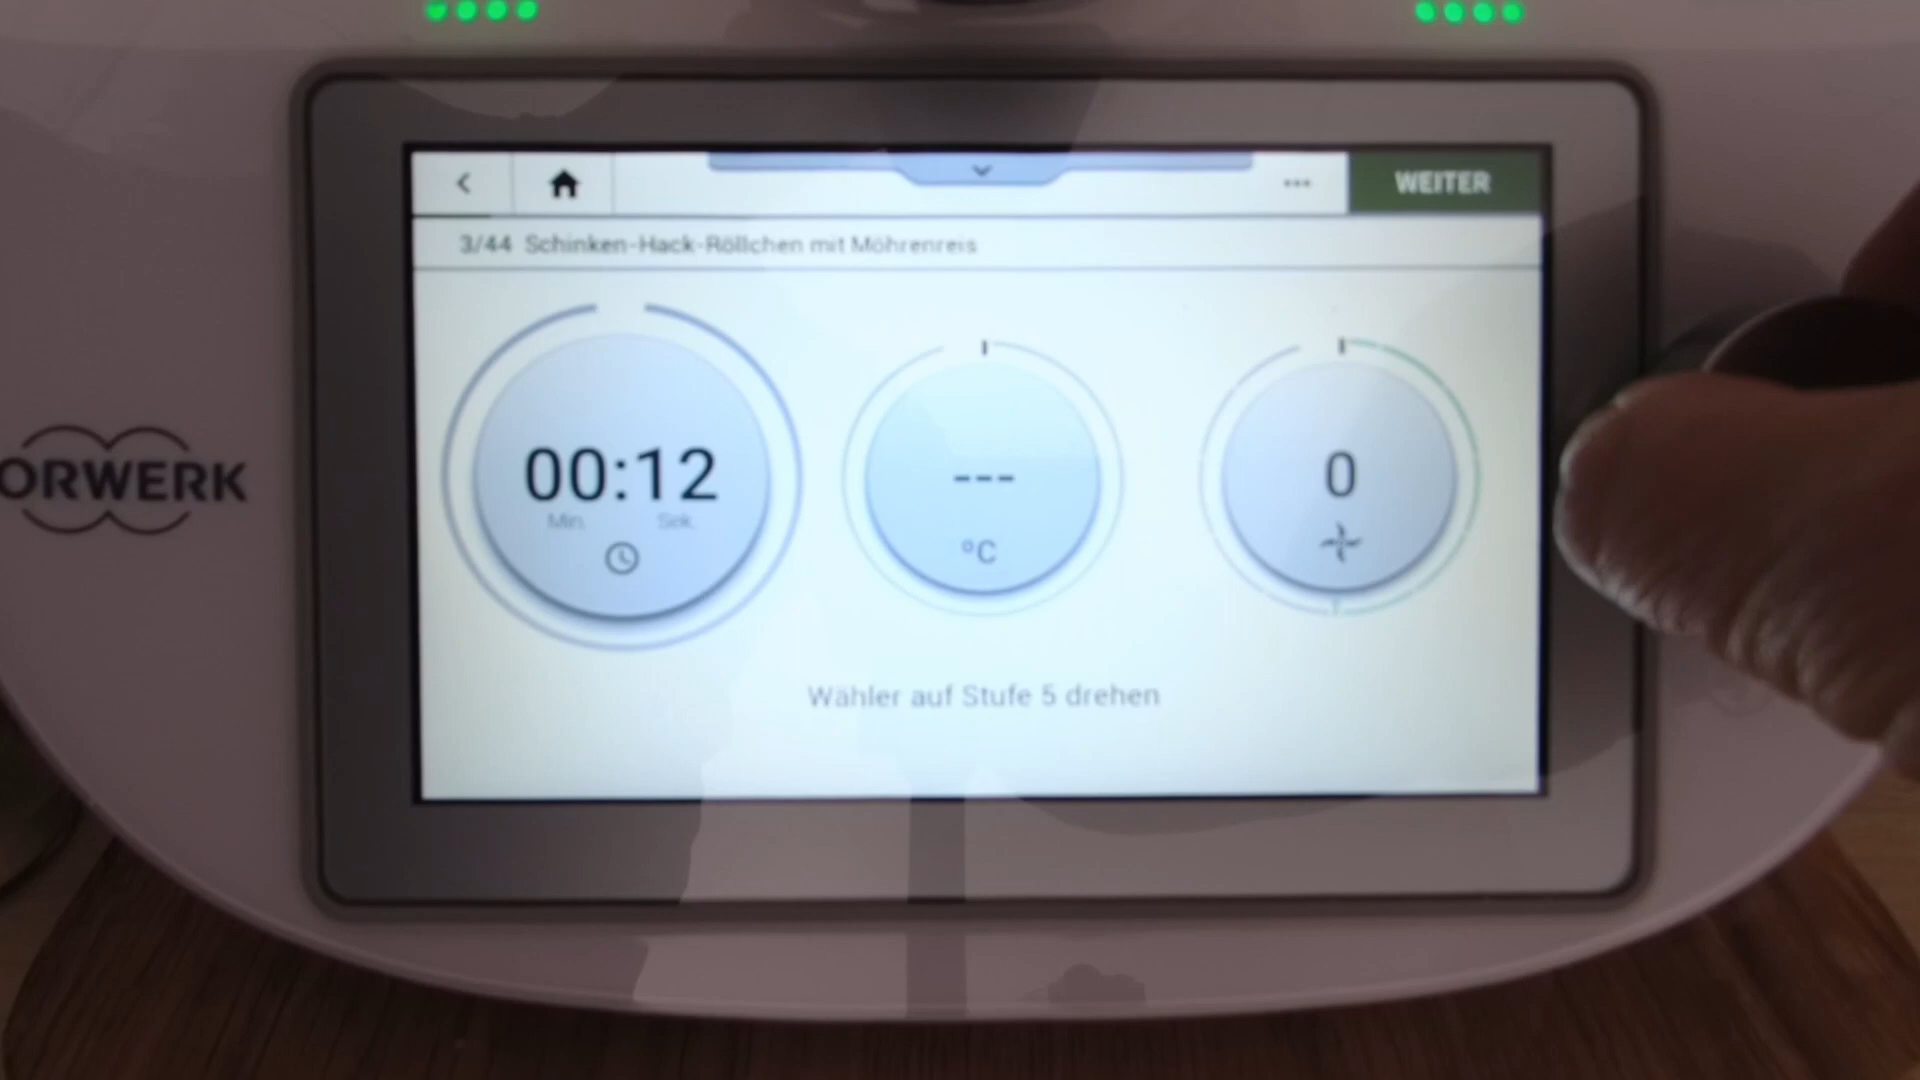 WEITER
3/44 Schinken-Hack-Röllchen mit Möhrenreis
00:12
Min. Sek.
---
°C
0
Wähler auf Stufe 5 drehen
ORWERK